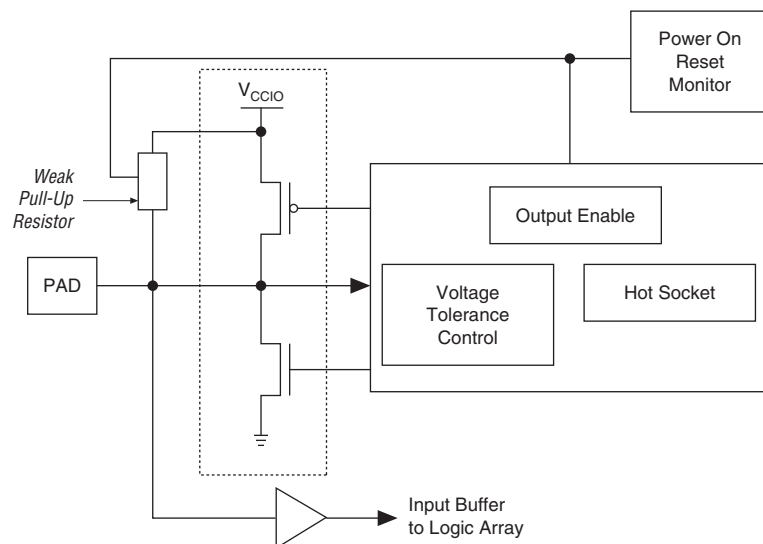 Power On
Reset
Monitor
V_CCIO
Weak
Pull-Up
Resistor
Output Enable
PAD
Voltage
Tolerance
Control
Hot Socket
Input Buffer
to Logic Array